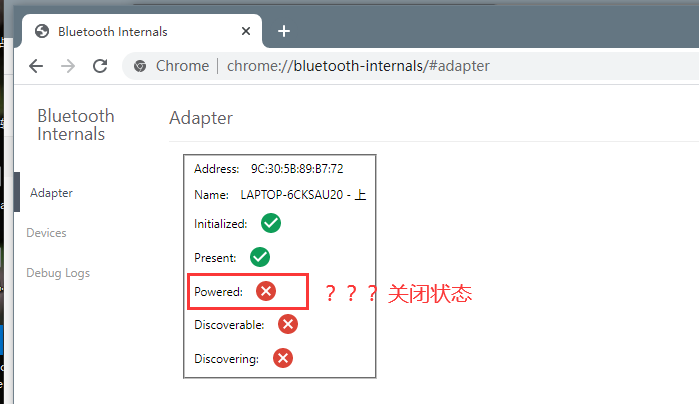 Bluetooth Internals
Chrome | chrome://bluetooth-internals/#adapter
Bluetooth
Internals
Adapter
Devices
Debug Logs
Adapter
Address: 9C:30:5B:89:B7:72
Name: LAPTOP-6CKSAU20 - 上
Initialized:
Present:
Powered:
？？？ 关闭状态
Discoverable:
Discovering: